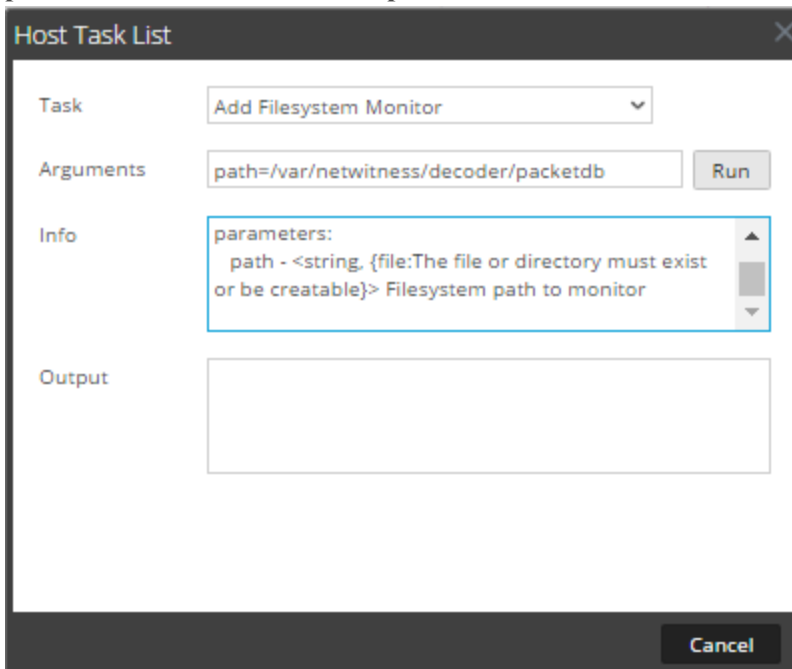 Host Task List
Task
Add Filesystem Monitor
Arguments
path=/var/netwitness/decoder/packetdb
Run
Info
parameters:
path - <string, {file:The file or directory must exist
or be creatable}> Filesystem path to monitor
Output
Cancel